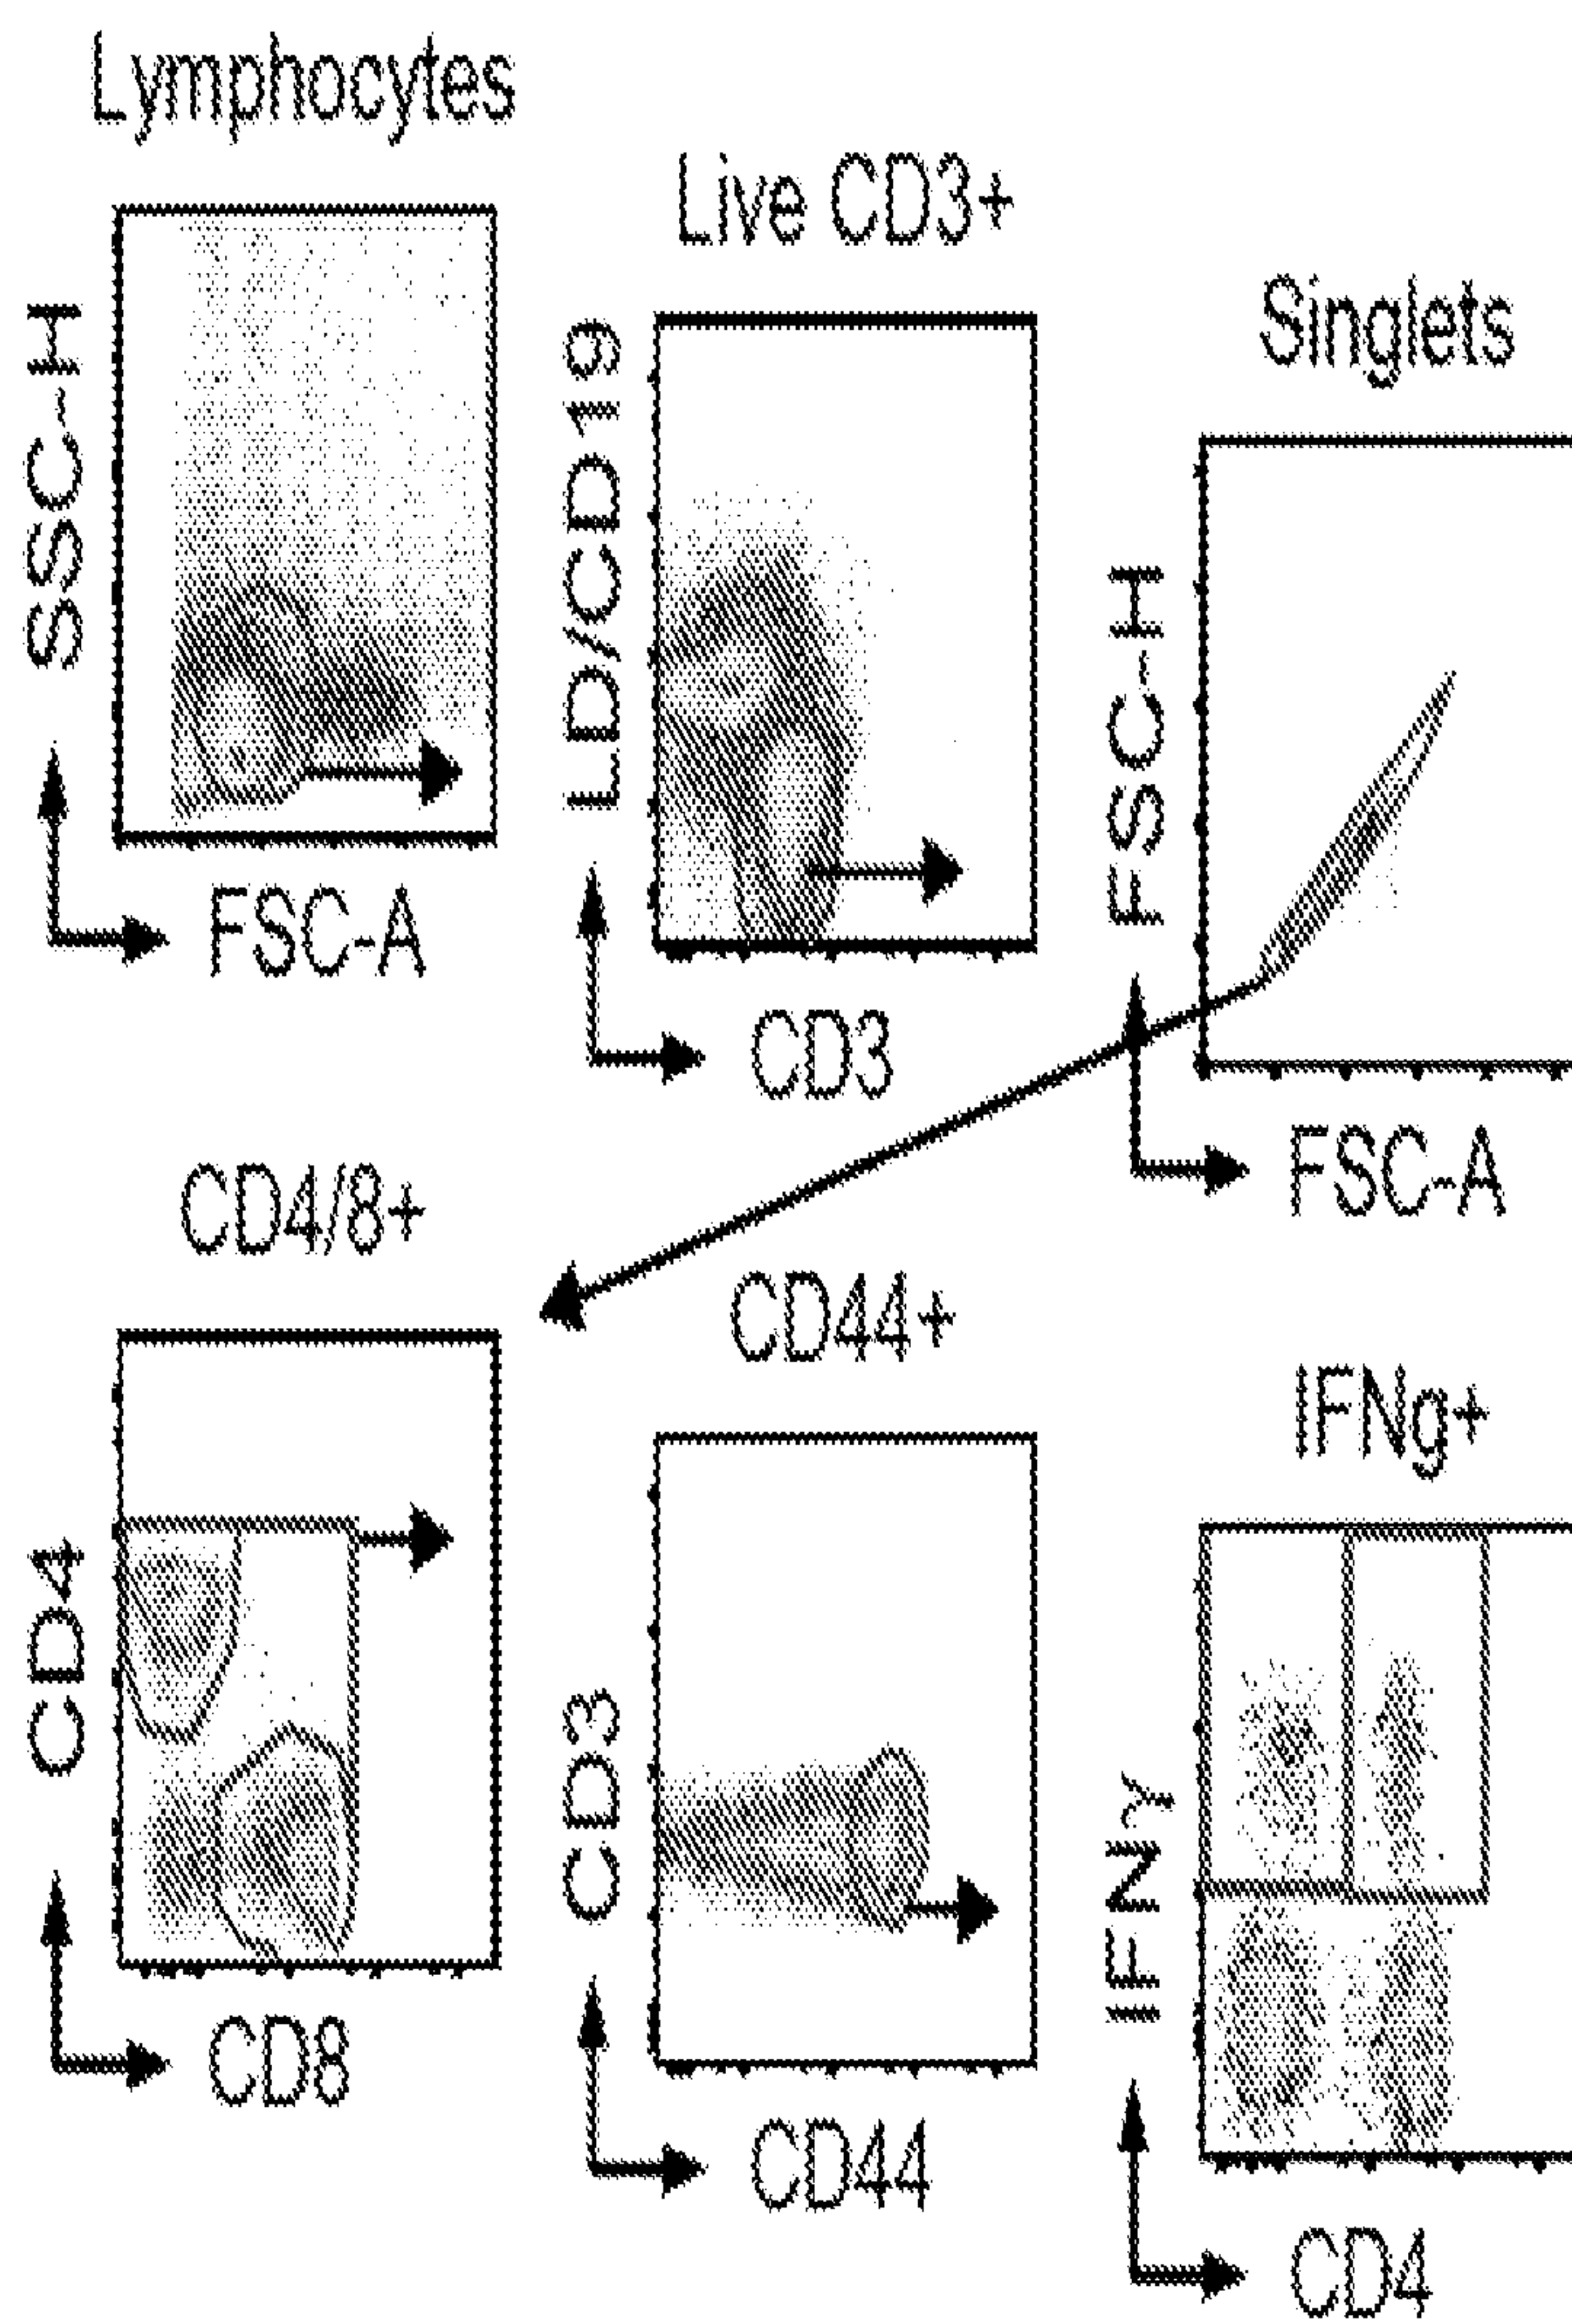 Lymphocytes
SSC-H
FSC-A
Live CD3+
LD/CD19
CD3
Singlets
FSC-H
FSC-A
CD4/8+
CD4
CD8
CD44+
CD3
CD44
IFNg+
IFNγ
CD4